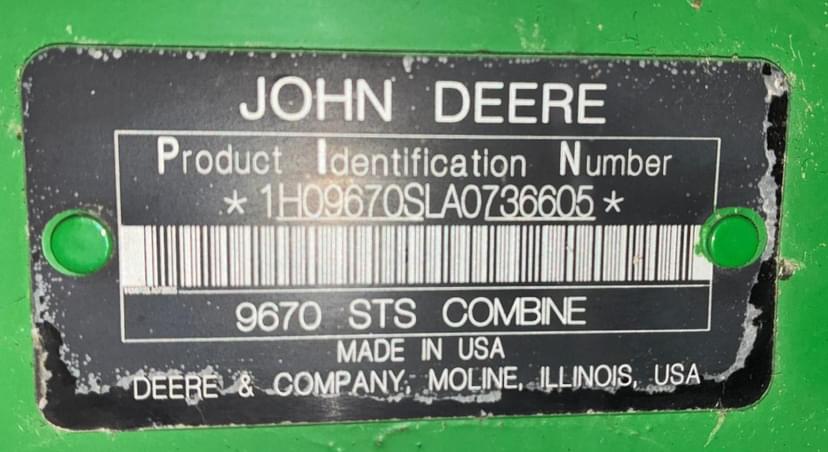 JOHN DEERE
Product Identification Number
*1H09670SLA0736605*
9670 STS COMBINE
MADE IN USA
DEERE & COMPANY, MOLINE, ILLINOIS, USA